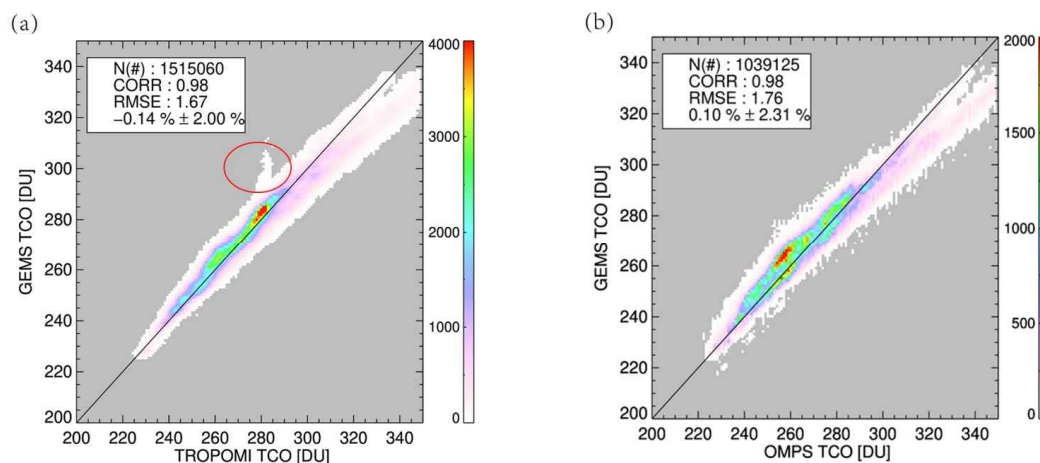 (a)
N(#) : 1515060
CORR : 0.98
RMSE : 1.67
−0.14 % ± 2.00 %
GEMS TCO [DU]
340
320
300
280
260
240
220
200
200 220 240 260 280 300 320 340
TROPOMI TCO [DU]
4000
3000
2000
1000
0
(b)
N(#) : 1039125
CORR : 0.98
RMSE : 1.76
0.10 % ± 2.31 %
GEMS TCO [DU]
340
320
300
280
260
240
220
200
200 220 240 260 280 300 320 340
OMPS TCO [DU]
2000
1500
1000
500
0